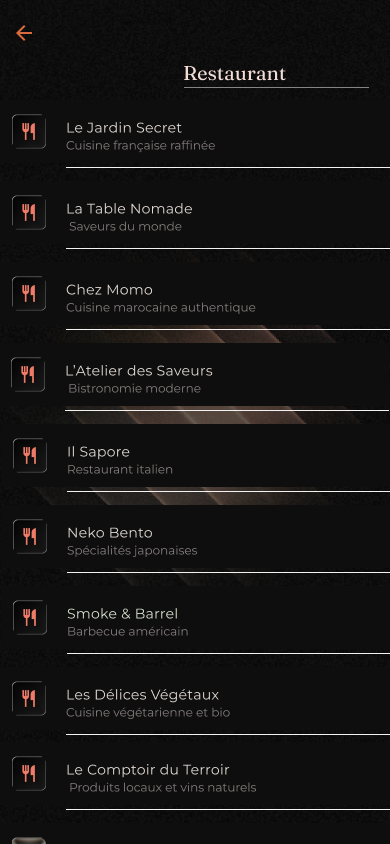 Restaurant
Le Jardin Secret
Cuisine française raffinée
La Table Nomade
Saveurs du monde
Chez Momo
Cuisine marocaine authentique
L'Atelier des Saveurs
Bistronomie moderne
Il Sapore
Restaurant italien
Neko Bento
Spécialités japonaises
Smoke & Barrel
Barbecue américain
Les Délices Végétaux
Cuisine végétarienne et bio
Le Comptoir du Terroir
Produits locaux et vins naturels